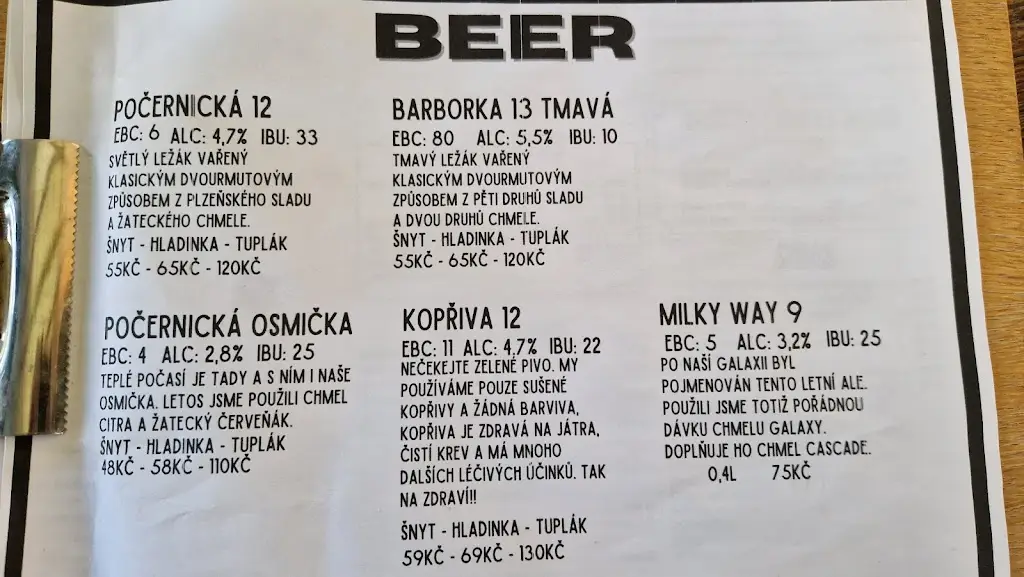 BEER
POČERNICKÁ 12
EBC: 6 ALC: 4,7% IBU: 33
SVĚTLÝ LEŽÁK VAŘENÝ
KLASICKÝM DVOURMUTOVÝM
ZPŮSOBEM Z PLZEŇSKÉHO SLADU
A ŽATECKÉHO CHMELE.
ŠNYT - HLADINKA - TUPLÁK
55KČ - 65KČ - 120KČ
BARBORKA 13 TMAVÁ
EBC: 80 ALC: 5,5% IBU: 10
TMAVÝ LEŽÁK VAŘENÝ
KLASICKÝM DVOURMUTOVÝM
ZPŮSOBEM Z PĚTI DRUHŮ SLADU
A DVOU DRUHŮ CHMELE.
ŠNYT - HLADINKA - TUPLÁK
55KČ - 65KČ - 120KČ
POČERNICKÁ OSMIČKA
EBC: 4 ALC: 2,8% IBU: 25
TEPLÉ POČASÍ JE TADY A S NÍM I NAŠE
OSMIČKA. LETOS JSME POUŽILI CHMEL
CITRA A ŽATECKÝ ČERVEŇÁK.
ŠNYT - HLADINKA - TUPLÁK
48KČ - 58KČ - 110KČ
KOPŘIVA 12
EBC: 11 ALC: 4,7% IBU: 22
NEČEKEJTE ZELENÉ PIVO. MY
POUŽÍVÁME POUZE SUŠENÉ
KOPŘIVY A ŽÁDNÁ BARVIVA,
KOPŘIVA JE ZDRAVÁ NA JÁTRA,
ČISTÍ KREV A MÁ MNOHO
DALŠÍCH LÉČIVÝCH ÚČINKŮ. TAK
NA ZDRAVÍ!!
ŠNYT - HLADINKA - TUPLÁK
59KČ - 69KČ - 130KČ
MILKY WAY 9
EBC: 5 ALC: 3,2% IBU: 25
PO NAŠÍ GALAXII BYL
POJMENOVÁN TENTO LETNÍ ALE.
POUŽILI JSME TOTIŽ POŘÁDNOU
DÁVKU CHMELU GALAXY.
DOPLŇUJE HO CHMEL CASCADE.
0,4L 75KČ